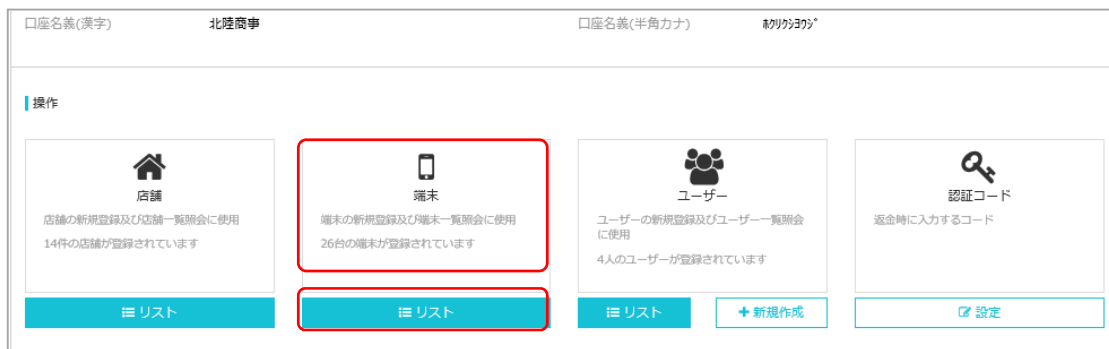 口座名義(漢字) 北陸商事 口座名義(半角カナ) ﾎｸﾘｸｼﾖｳｼﾞ
操作
店舗
店舗の新規登録及び店舗一覧照会に使用
14件の店舗が登録されています
リスト
端末
端末の新規登録及び端末一覧照会に使用
26台の端末が登録されています
リスト
ユーザー
ユーザーの新規登録及びユーザー一覧照会
に使用
4人のユーザーが登録されています
リスト
新規作成
認証コード
返金時に入力するコード
設定